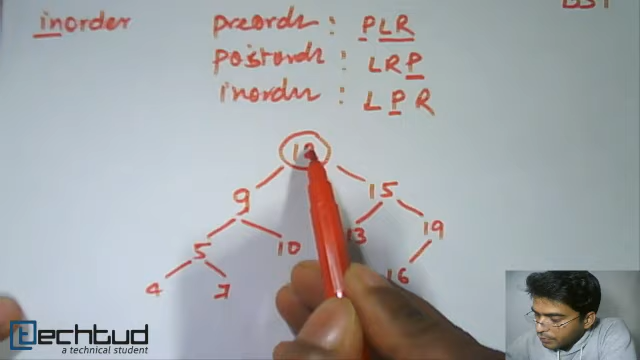 BST
inorder
preorder : PLR
postorder : LRP
inorder : LPR
9 15
5 10 13 19
4 7 16
techtud
a technical student